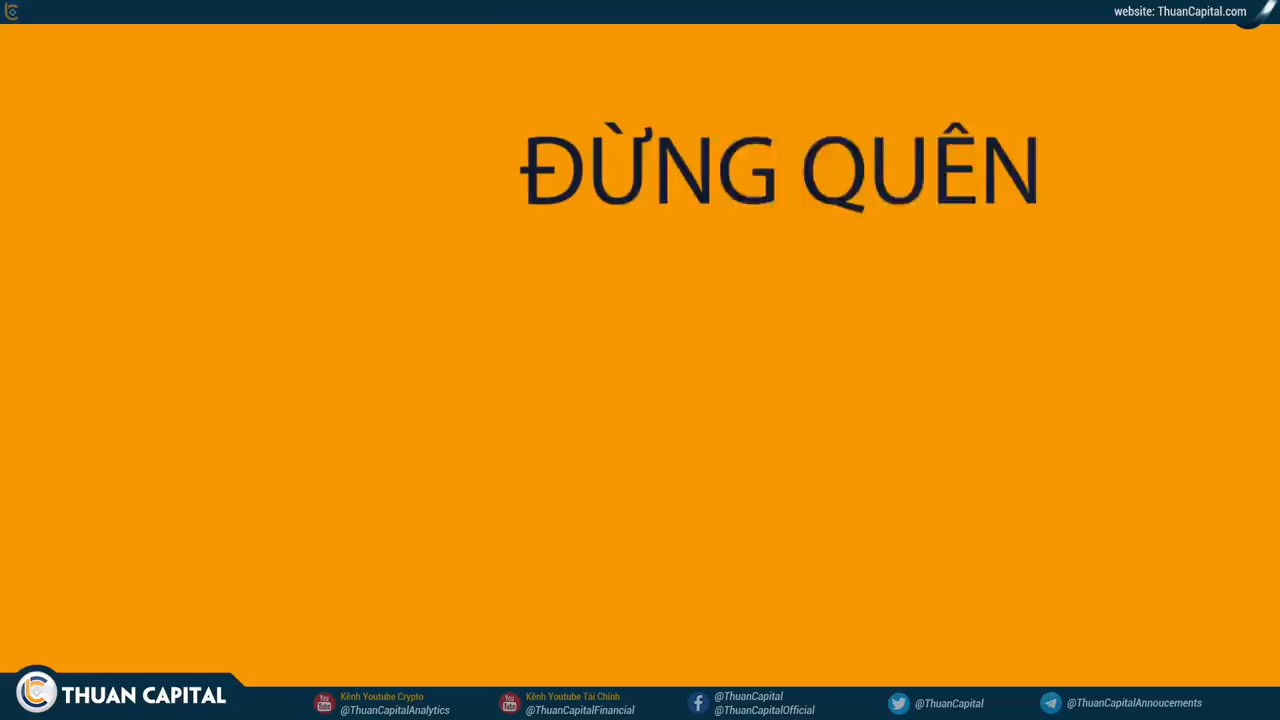 website: ThuanCapital.com
ĐỪNG QUÊN
THUAN CAPITAL
Kênh Youtube Crypto
@ThuanCapitalAnalytics
Kênh Youtube Tài Chính
@ThuanCapitalFinancial
@ThuanCapital
@ThuanCapitalOfficial
@ThuanCapital
@ThuanCapitalAnnoucements